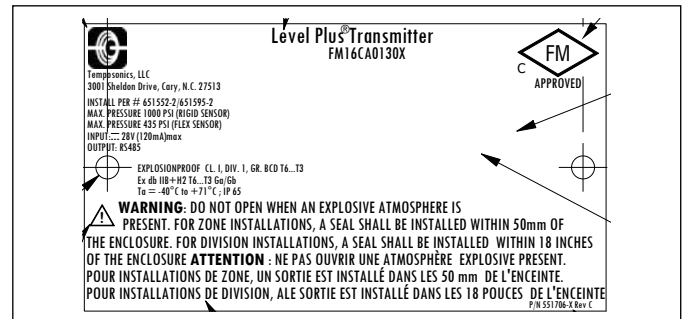 Level Plus® Transmitter
FM16CA0130X
C FM
APPROVED
Temposonics, LLC
3001 Sheldon Drive, Cary, N.C. 27513
INSTALL PER # 651552-2/651595-2
MAX. PRESSURE 1000 PSI (RIGID SENSOR)
MAX. PRESSURE 435 PSI (FLEX SENSOR)
INPUT: ⎓ 28V (120mA)max
OUTPUT: RS485
EXPLOSIONPROOF CL. I, DIV. 1, GR. BCD T6...T3
Ex db IIB+H2 T6...T3 Ga/Gb
Ta = -40°C to +71°C ; IP 65
WARNING: DO NOT OPEN WHEN AN EXPLOSIVE ATMOSPHERE IS
PRESENT. FOR ZONE INSTALLATIONS, A SEAL SHALL BE INSTALLED WITHIN 50mm OF
THE ENCLOSURE. FOR DIVISION INSTALLATIONS, A SEAL SHALL BE INSTALLED WITHIN 18 INCHES
OF THE ENCLOSURE ATTENTION : NE PAS OUVRIR UNE ATMOSPHÈRE EXPLOSIVE PRESENT.
POUR INSTALLATIONS DE ZONE, UN SORTIE EST INSTALLÉ DANS LES 50 mm DE L'ENCEINTE.
POUR INSTALLATIONS DE DIVISION, ALE SORTIE EST INSTALLÉ DANS LES 18 POUCES DE L'ENCEINTE
P/N 551706-X Rev C